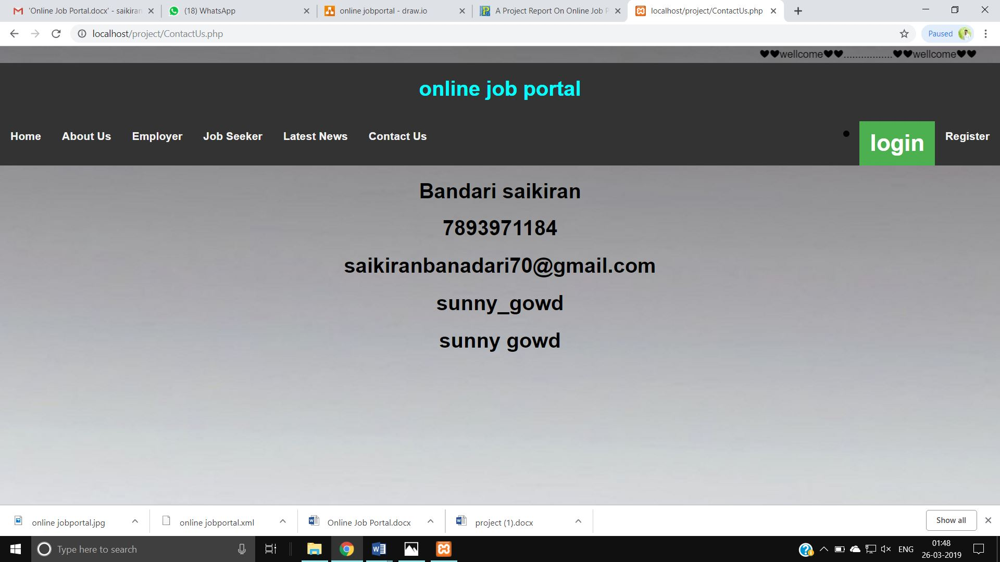 'Online Job Portal.docx' - saikiran
(18) WhatsApp
online jobportal - draw.io
A Project Report On Online Job P
localhost/project/ContactUs.php
localhost/project/ContactUs.php
Paused
♥♥wellcome♥♥.................♥♥wellcome♥♥
online job portal
Home
About Us
Employer
Job Seeker
Latest News
Contact Us
login
Register
Bandari saikiran
7893971184
saikiranbanadari70@gmail.com
sunny_gowd
sunny gowd
online jobportal.jpg
online jobportal.xml
Online Job Portal.docx
project (1).docx
Show all
Type here to search
ENG
01:48
26-03-2019